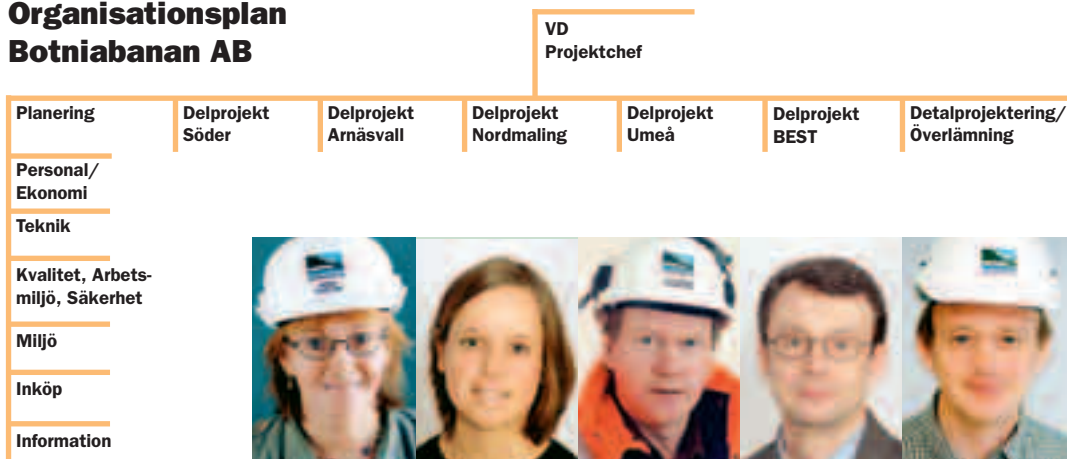 Organisationsplan
Botniabanan AB
VD
Projektchef
Planering
Delprojekt
Söder
Delprojekt
Arnäsvall
Delprojekt
Nordmaling
Delprojekt
Umeå
Delprojekt
BEST
Detalprojektering/
Överlämning
Personal/
Ekonomi
Teknik
Kvalitet, Arbets-
miljö, Säkerhet
Miljö
Inköp
Information